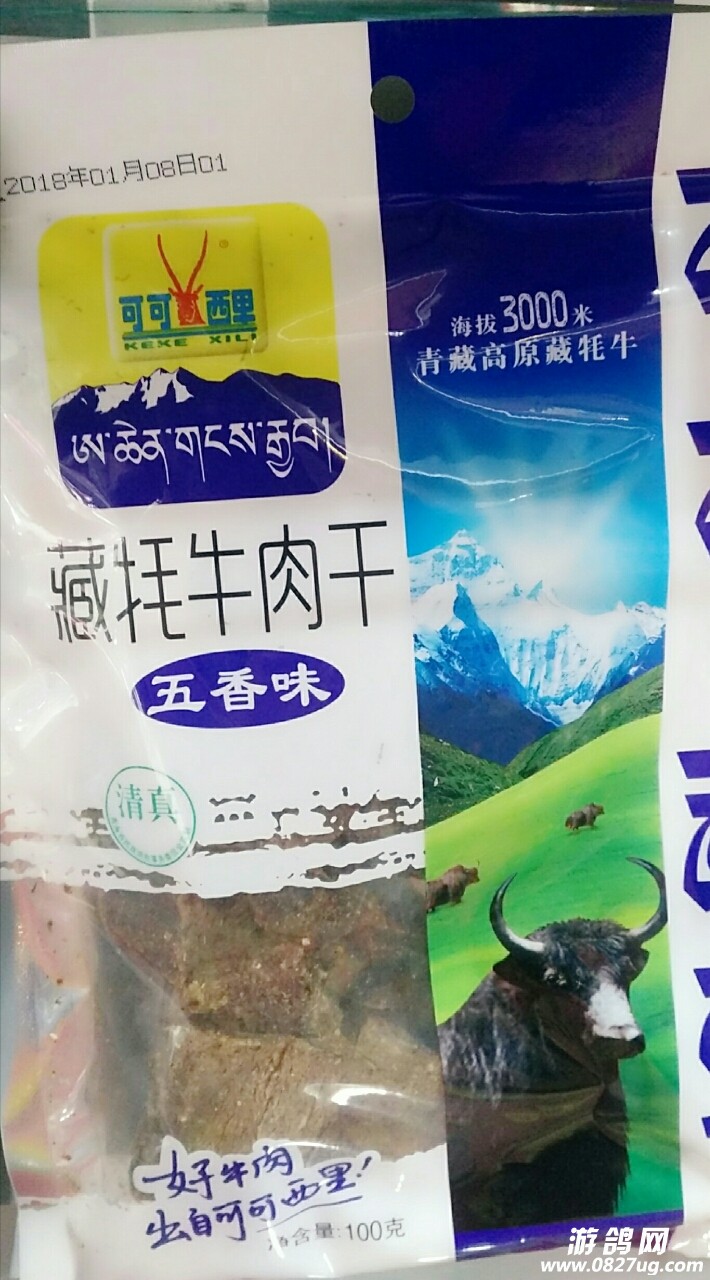 2018年01月08日01
可可西里
KEKE XILI
ཨ་ཆེན་གངས་རྒྱབ།
藏牦牛肉干
五香味
清真
海拔3000米
青藏高原藏牦牛
好牛肉
出自可可西里!
净含量:100克
游鸽网
www.0827ug.com